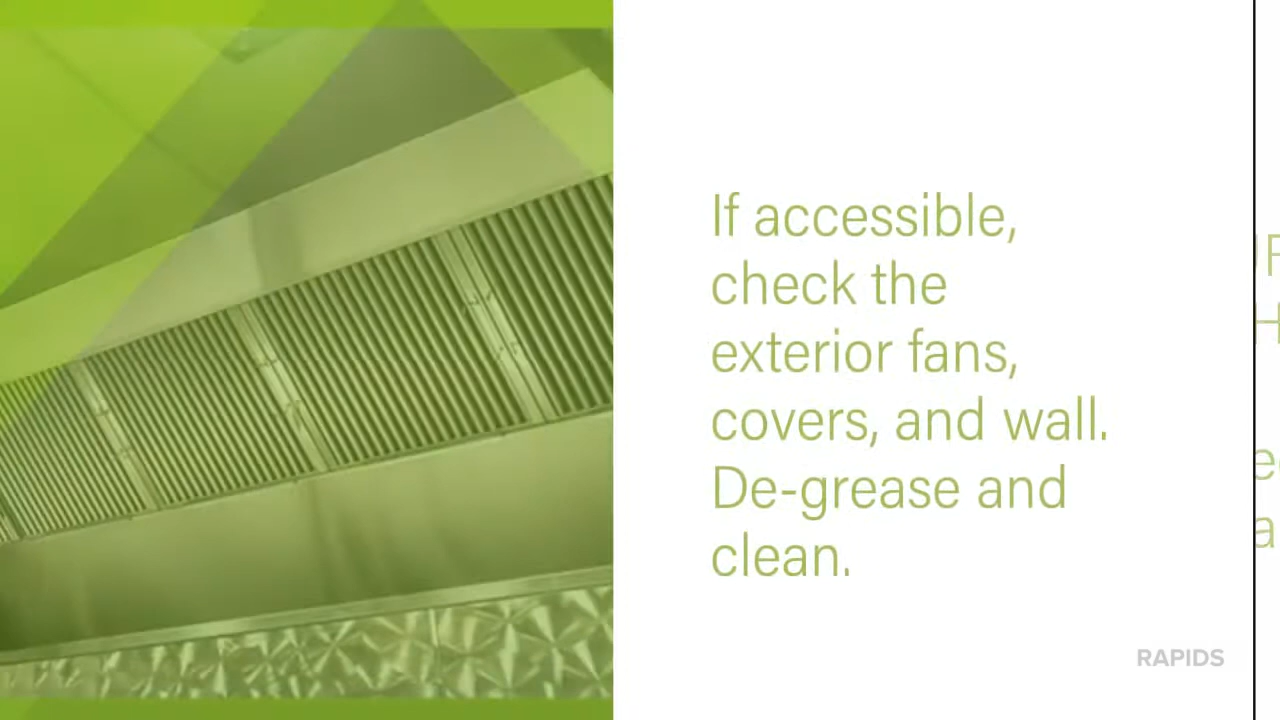 If accessible,
check the
exterior fans,
covers, and wall.
De-grease and
clean.
RAPIDS